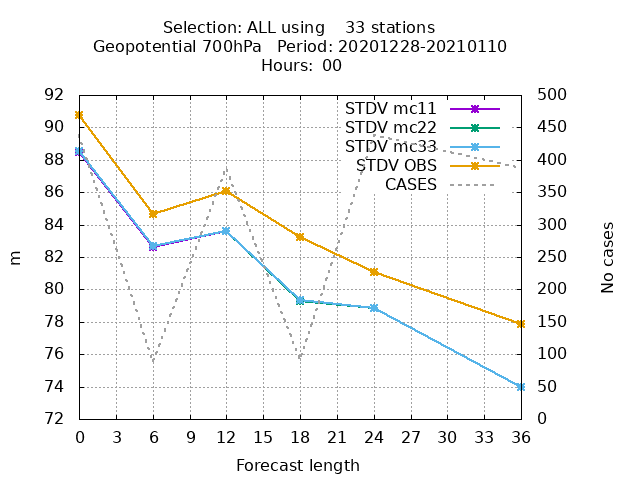 Selection: ALL using    33 stations
Geopotential 700hPa   Period: 20201228-20210110
Hours: 00
92
90
88
86
84
82
80
78
76
74
72
500
450
400
350
300
250
200
150
100
50
0
STDV mc11
STDV mc22
STDV mc33
STDV OBS
CASES
m
No cases
0 3 6 9 12 15 18 21 24 27 30 33 36
Forecast length